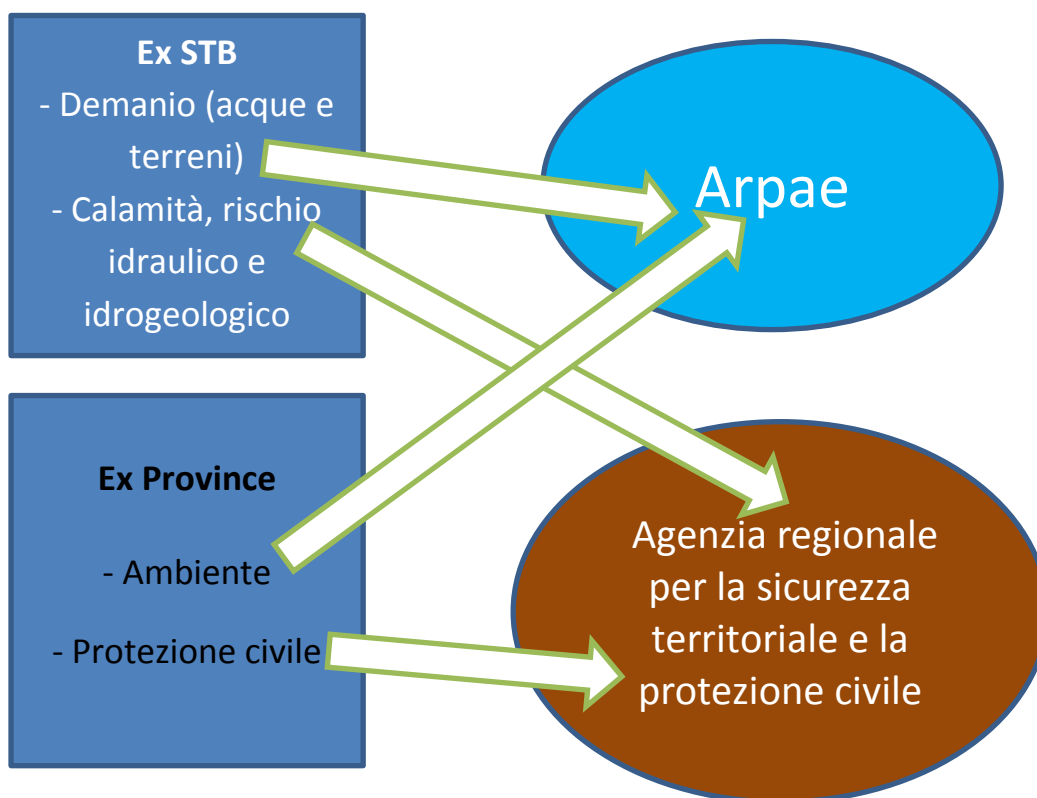 Ex STB
- Demanio (acque e
terreni)
- Calamità, rischio
idraulico e
idrogeologico
Arpae
Ex Province
- Ambiente
- Protezione civile
Agenzia regionale
per la sicurezza
territoriale e la
protezione civile